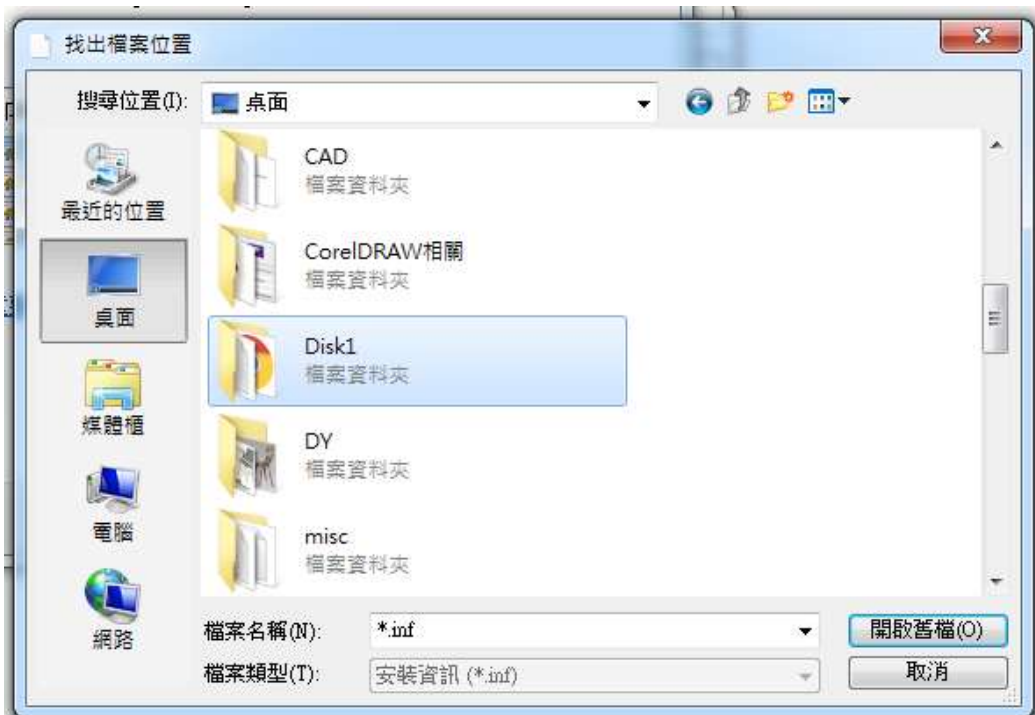 找出檔案位置
搜尋位置(I):
桌面
最近的位置
桌面
媒體櫃
電腦
網路
CAD
檔案資料夾
CorelDRAW相關
檔案資料夾
Disk1
檔案資料夾
DY
檔案資料夾
misc
檔案資料夾
檔案名稱(N):
*.inf
開啟舊檔(O)
檔案類型(T):
安裝資訊 (*.inf)
取消